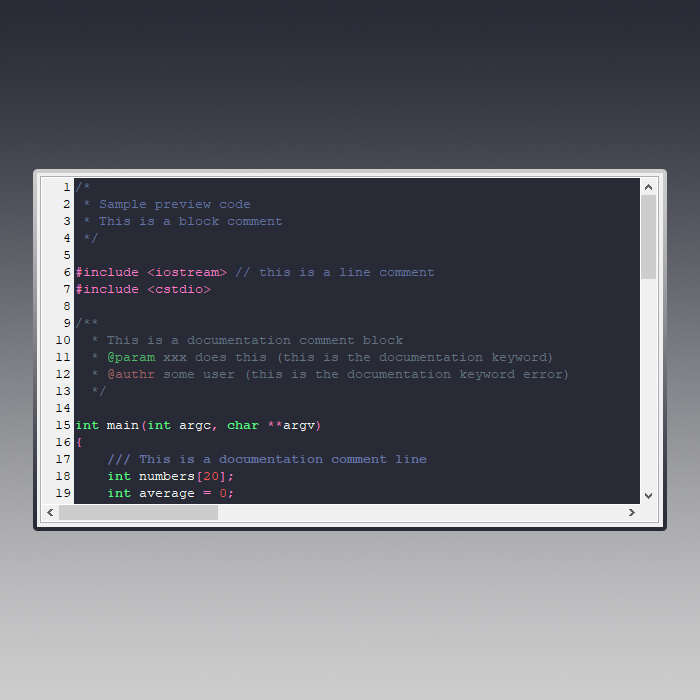 1 /*
2  * Sample preview code
3  * This is a block comment
4  */
5
6 #include <iostream> // this is a line comment
7 #include <cstdio>
8
9 /**
10   * This is a documentation comment block
11   * @param xxx does this (this is the documentation keyword)
12   * @authr some user (this is the documentation keyword error)
13   */
14
15 int main(int argc, char **argv)
16 {
17     /// This is a documentation comment line
18     int numbers[20];
19     int average = 0;